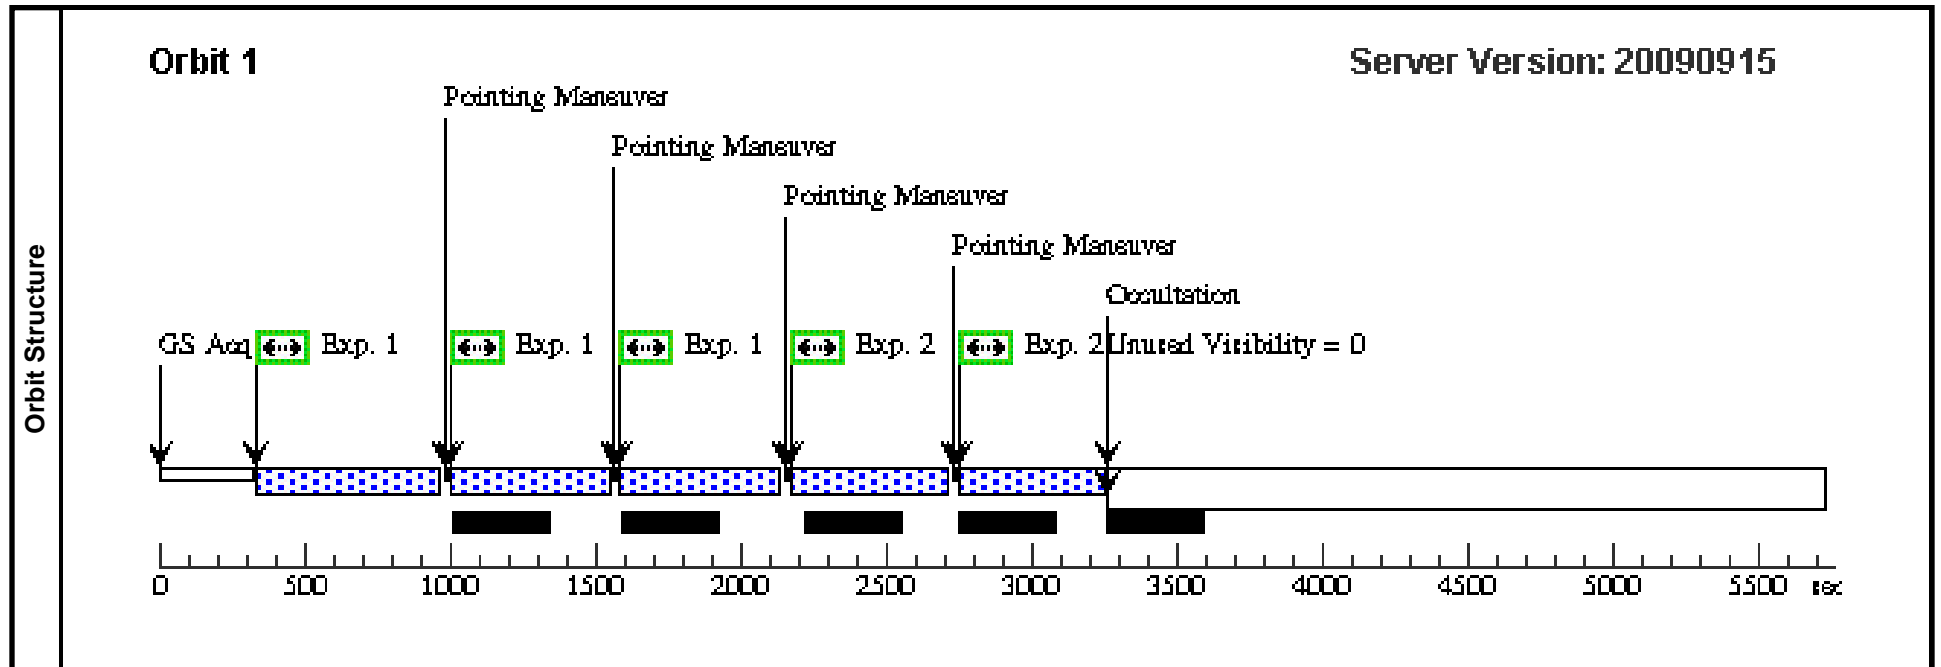 Orbit Structure
Orbit 1
Server Version: 20090915
Pointing Maneuver
Pointing Maneuver
Pointing Maneuver
Pointing Maneuver
Occultation
GS Acq Exp. 1 Exp. 1 Exp. 1 Exp. 2 Exp. 2 Unused Visibility = 0
0 500 1000 1500 2000 2500 3000 3500 4000 4500 5000 5500 sec